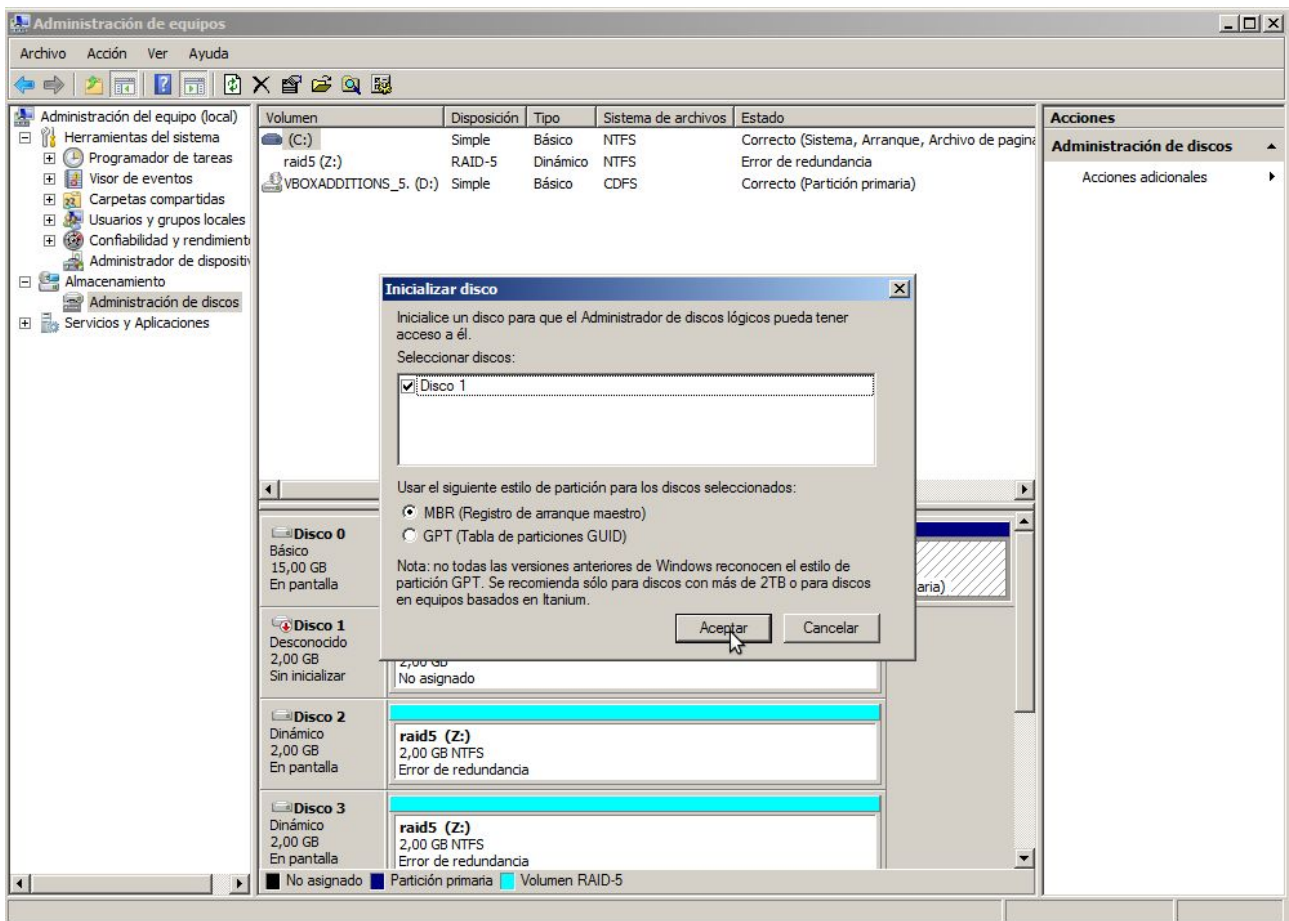 Administración de equipos
Archivo Acción Ver Ayuda
Administración del equipo (local)
Herramientas del sistema
Programador de tareas
Visor de eventos
Carpetas compartidas
Usuarios y grupos locales
Confiabilidad y rendimient
Administrador de dispositiv
Almacenamiento
Administración de discos
Servicios y Aplicaciones
Volumen Disposición Tipo Sistema de archivos Estado
(C:) Simple Básico NTFS Correcto (Sistema, Arranque, Archivo de pagina
raid5 (Z:) RAID-5 Dinámico NTFS Error de redundancia
VBOXADDITIONS_5. (D:) Simple Básico CDFS Correcto (Partición primaria)
Acciones
Administración de discos
Acciones adicionales
Inicializar disco
Inicialice un disco para que el Administrador de discos lógicos pueda tener
acceso a él.
Seleccionar discos:
Disco 1
Usar el siguiente estilo de partición para los discos seleccionados:
MBR (Registro de arranque maestro)
GPT (Tabla de particiones GUID)
Nota: no todas las versiones anteriores de Windows reconocen el estilo de
partición GPT. Se recomienda sólo para discos con más de 2TB o para discos
en equipos basados en Itanium.
Aceptar Cancelar
Disco 0
Básico
15,00 GB
En pantalla
aria)
Disco 1
Desconocido
2,00 GB
Sin inicializar
2,00 GB
No asignado
Disco 2
Dinámico
2,00 GB
En pantalla
raid5 (Z:)
2,00 GB NTFS
Error de redundancia
Disco 3
Dinámico
2,00 GB
En pantalla
raid5 (Z:)
2,00 GB NTFS
Error de redundancia
No asignado Partición primaria Volumen RAID-5